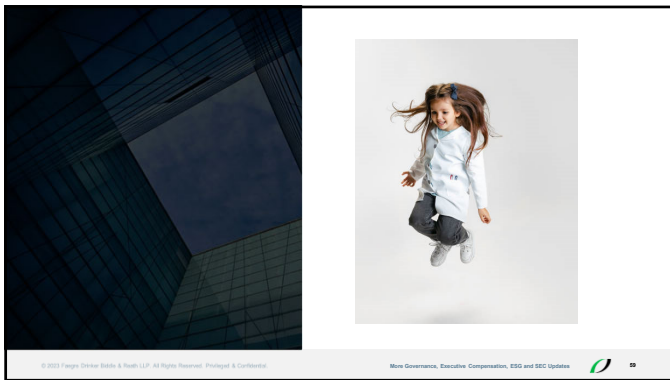 © 2023 Faegre Drinker Biddle & Reath LLP. All Rights Reserved. Privileged & Confidential.
More Governance, Executive Compensation, ESG and SEC Updates
59